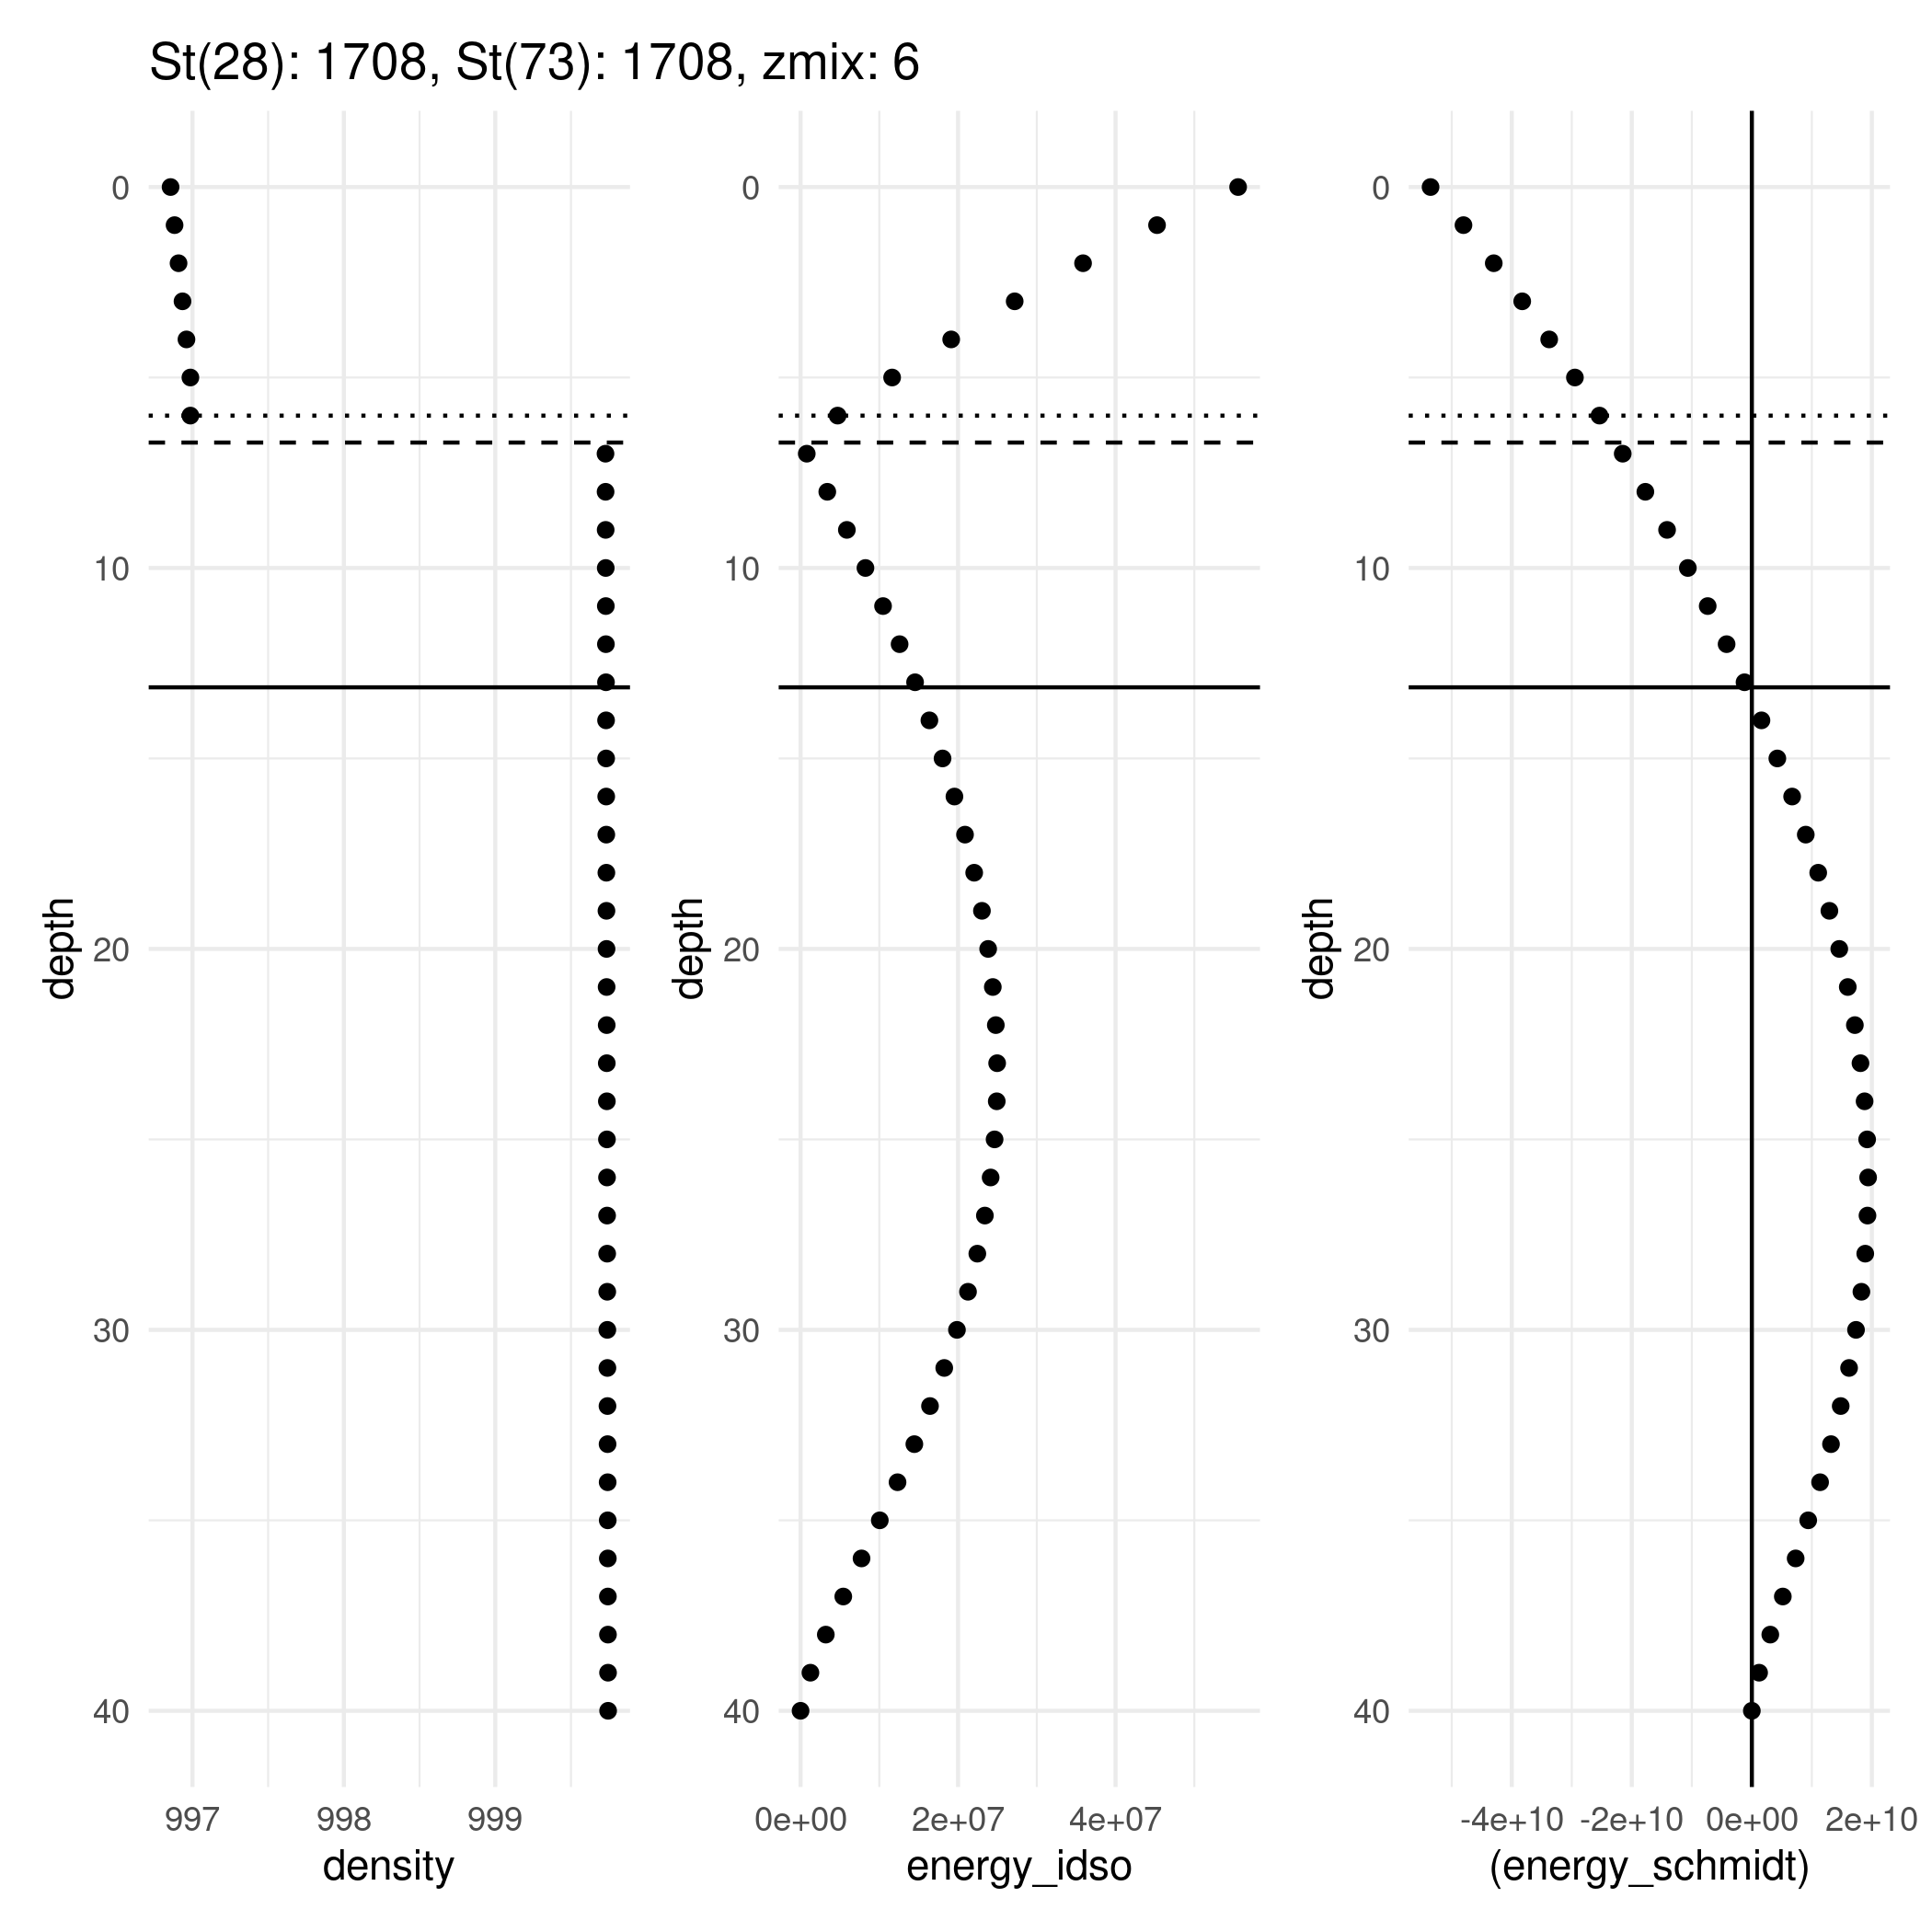 St(28): 1708, St(73): 1708, zmix: 6
0
10
20
30
40
depth
997 998 999
density
0
10
20
30
40
depth
0e+00 2e+07 4e+07
energy_idso
0
10
20
30
40
depth
-4e+10 -2e+10 0e+00 2e+10
(energy_schmidt)